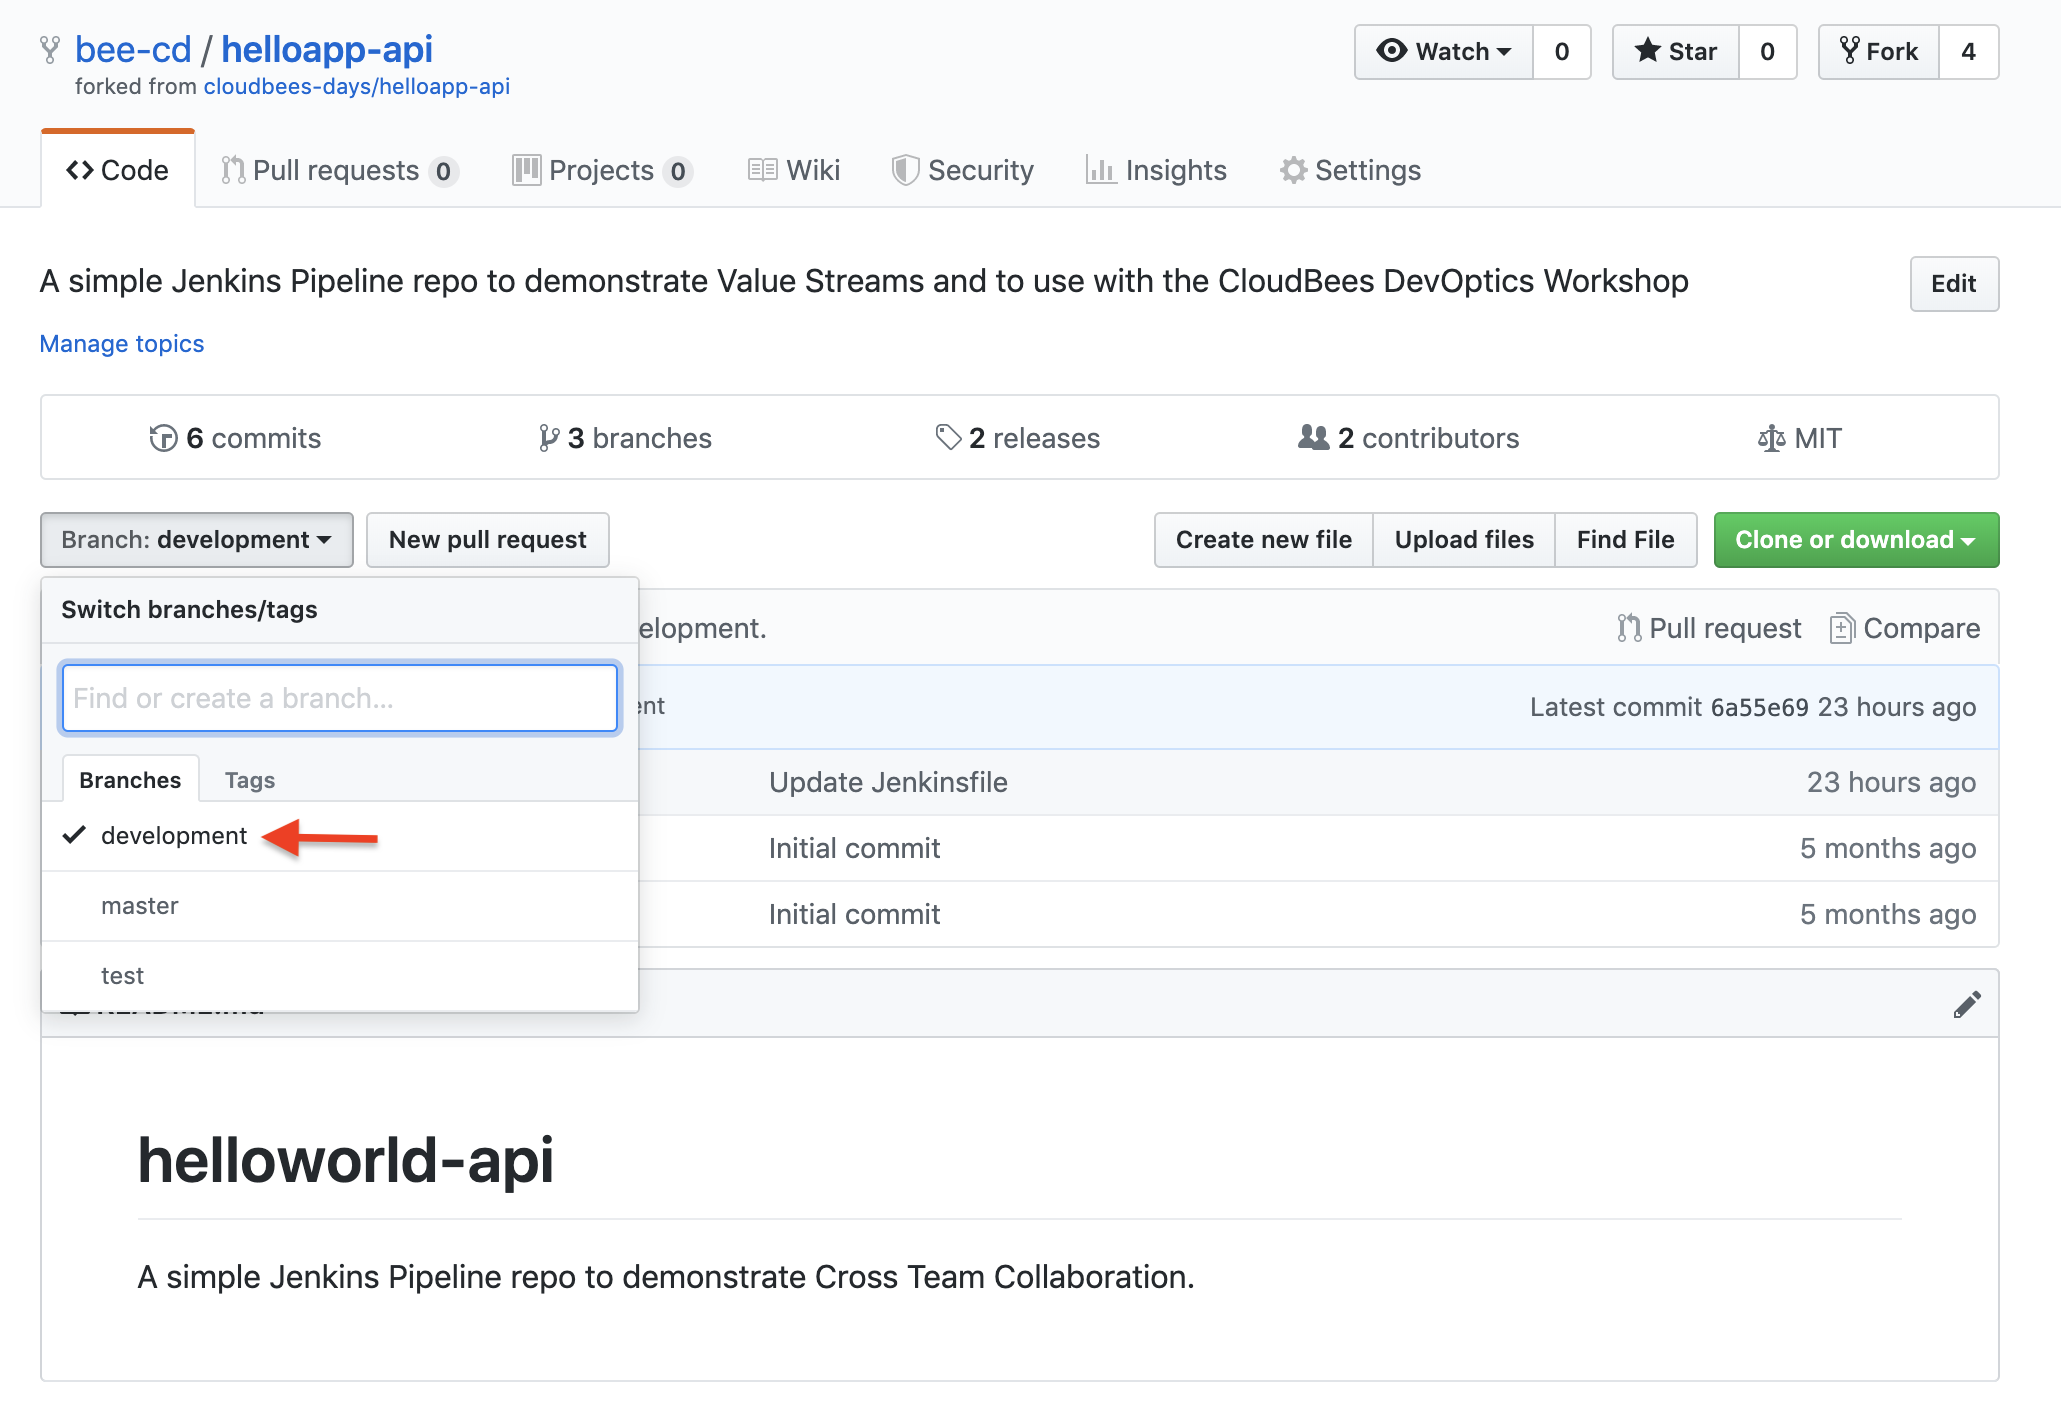 bee-cd / helloapp-api
Watch 0 Star 0 Fork 4
forked from cloudbees-days/helloapp-api
Code Pull requests 0 Projects 0 Wiki Security Insights Settings
A simple Jenkins Pipeline repo to demonstrate Value Streams and to use with the CloudBees DevOptics Workshop
Edit
Manage topics
6 commits 3 branches 2 releases 2 contributors MIT
Branch: development New pull request Create new file Upload files Find File Clone or download
Switch branches/tags
elopment. Pull request Compare
Find or create a branch...
ent Latest commit 6a55e69 23 hours ago
Branches Tags
Update Jenkinsfile 23 hours ago
development
Initial commit 5 months ago
master
Initial commit 5 months ago
test
helloworld-api
A simple Jenkins Pipeline repo to demonstrate Cross Team Collaboration.